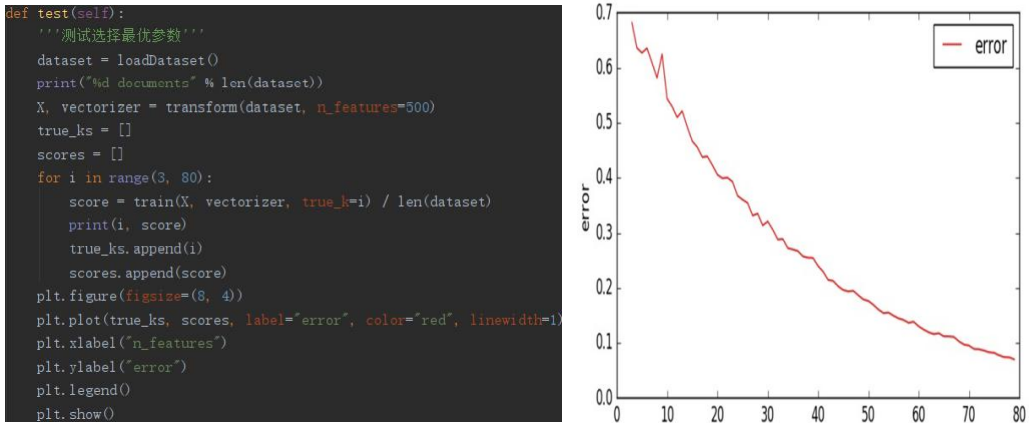 def test(self):
'''测试选择最优参数'''
dataset = loadDataset()
print("%d documents" % len(dataset))
X, vectorizer = transform(dataset, n_features=500)
true_ks = []
scores = []
for i in range(3, 80):
score = train(X, vectorizer, true_k=i) / len(dataset)
print(i, score)
true_ks.append(i)
scores.append(score)
plt.figure(figsize=(8, 4))
plt.plot(true_ks, scores, label="error", color="red", linewidth=1)
plt.xlabel("n_features")
plt.ylabel("error")
plt.legend()
plt.show()
error
0.7
0.6
0.5
0.4
0.3
0.2
0.1
0.0
error
0 10 20 30 40 50 60 70 80